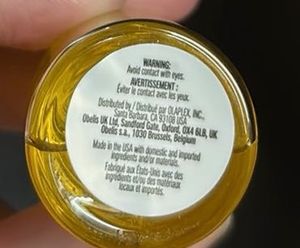 WARNING:
Avoid contact with eyes.
AVERTISSEMENT :
Éviter le contact avec les yeux.
Distributed by / Distribué par OLAPLEX, INC.,
Santa Barbara, CA 93108 USA
Obelis UK Ltd, Sandford Gate, Oxford, OX4 6LB, UK
Obelis s.a., 1030 Brussels, Belgium
Made in the USA with domestic and imported
ingredients and/or materials.
Fabriqué aux États-Unis avec des
ingrédients et/ou des matériaux
locaux et importés.